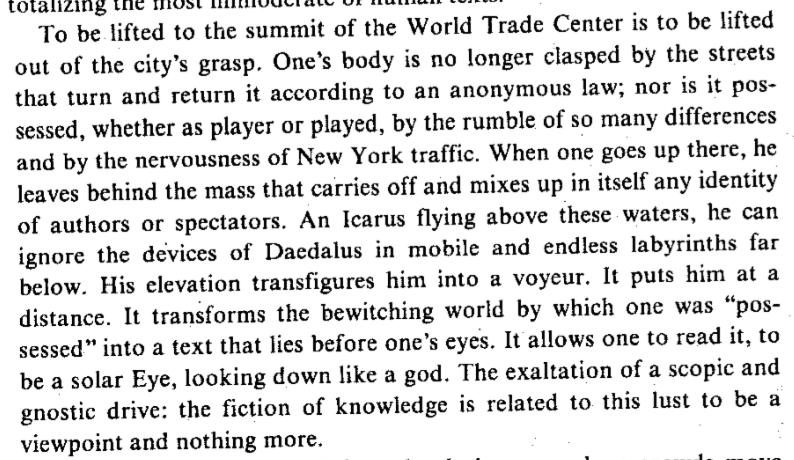 totalizing the most immoderate of human texts.
To be lifted to the summit of the World Trade Center is to be lifted
out of the city's grasp. One's body is no longer clasped by the streets
that turn and return it according to an anonymous law; nor is it pos-
sessed, whether as player or played, by the rumble of so many differences
and by the nervousness of New York traffic. When one goes up there, he
leaves behind the mass that carries off and mixes up in itself any identity
of authors or spectators. An Icarus flying above these waters, he can
ignore the devices of Daedalus in mobile and endless labyrinths far
below. His elevation transfigures him into a voyeur. It puts him at a
distance. It transforms the bewitching world by which one was "pos-
sessed" into a text that lies before one's eyes. It allows one to read it, to
be a solar Eye, looking down like a god. The exaltation of a scopic and
gnostic drive: the fiction of knowledge is related to this lust to be a
viewpoint and nothing more.